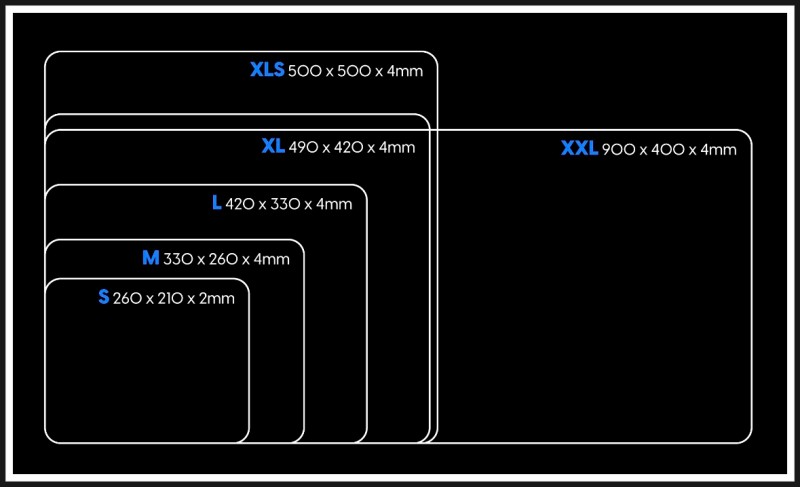 XLS 500 x 500 x 4mm
XL 490 x 420 x 4mm
XXL 900 x 400 x 4mm
L 420 x 330 x 4mm
M 330 x 260 x 4mm
S 260 x 210 x 2mm